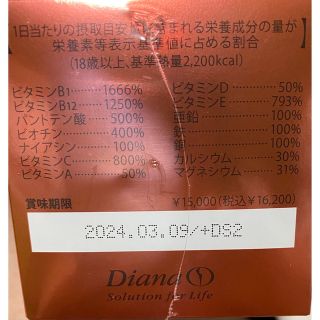 1日当たりの摂取目安量に含まれる栄養成分の量が
栄養素等表示基準値に占める割合
(18歳以上、基準熱量2,200kcal)
ビタミンB1 1666%
ビタミンB12 1250%
パントテン酸 500%
ビオチン 400%
ナイアシン 100%
ビタミンC 800%
ビタミンA 50%
ビタミンD 50%
ビタミンE 793%
亜鉛 100%
鉄 100%
銅 100%
カルシウム 30%
マグネシウム 31%
賞味期限
¥15,000(税込¥16,200)
2024.03.09/+DS2
Diana
Solution for Life